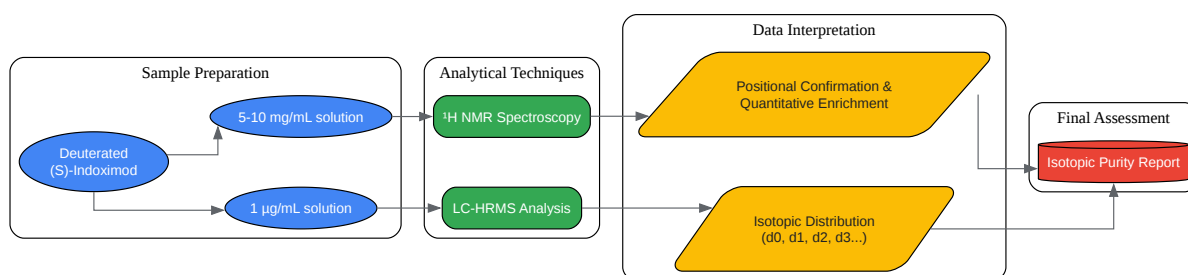 Data Interpretation
Sample Preparation
Analytical Techniques
Positional Confirmation &
Quantitative Enrichment
5-10 mg/mL solution
¹H NMR Spectroscopy
Final Assessment
Deuterated
(S)-Indoximod
Isotopic Purity Report
1 µg/mL solution
LC-HRMS Analysis
Isotopic Distribution
(d0, d1, d2, d3...)